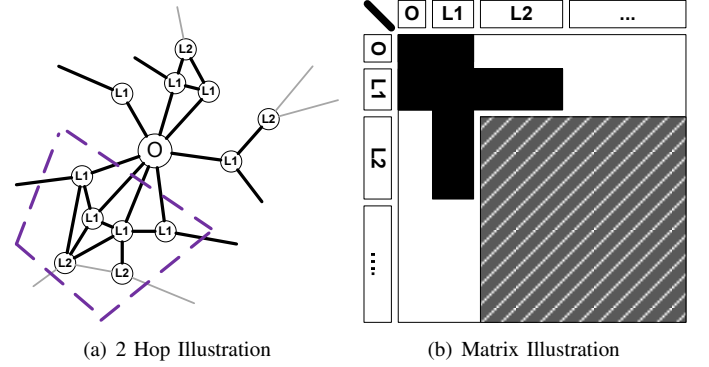 L2
L1
L1
L1
L2
O
L1
L1
L1
L1
L1
L2
L2
(a) 2 Hop Illustration
O L1 L2 ...
O
L1
L2
.....
(b) Matrix Illustration